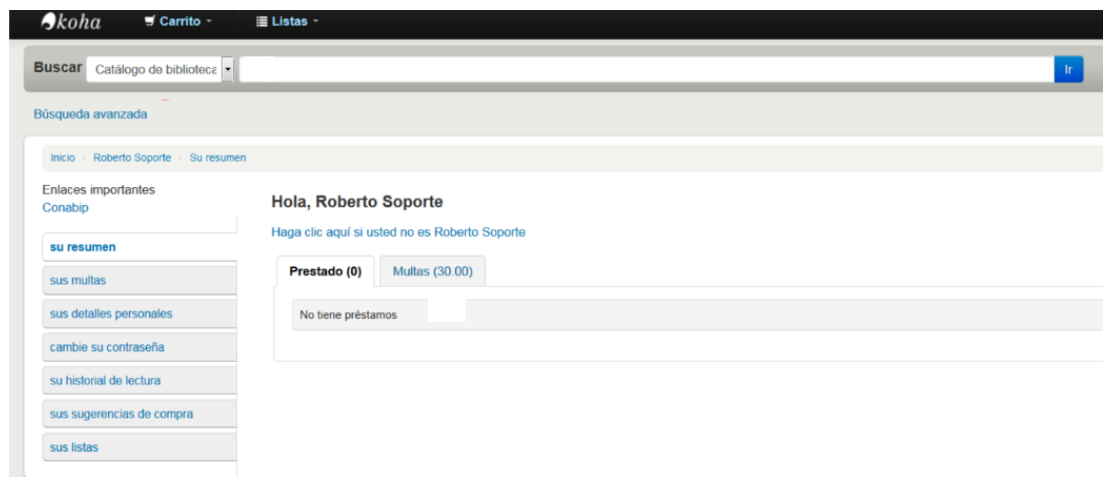 koha Carrito Listas
Buscar Catálogo de biblioteca Ir
Búsqueda avanzada
Inicio Roberto Soporte Su resumen
Enlaces importantes
Conabip
su resumen
sus multas
sus detalles personales
cambie su contraseña
su historial de lectura
sus sugerencias de compra
sus listas
Hola, Roberto Soporte
Haga clic aquí si usted no es Roberto Soporte
Prestado (0) Multas (30.00)
No tiene préstamos